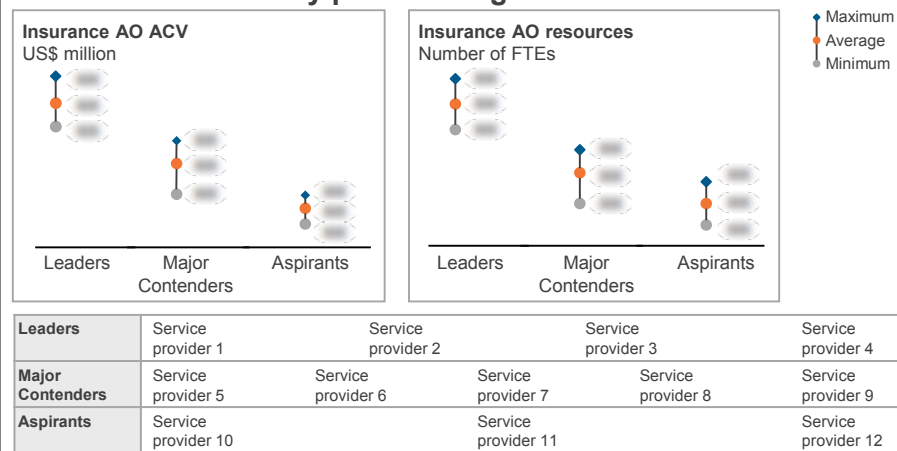 Insurance AO ACV
US$ million
Leaders
Major
Contenders
Aspirants
Insurance AO resources
Number of FTEs
Leaders
Major
Contenders
Aspirants
Maximum
Average
Minimum
Leaders
Service
provider 1
Service
provider 2
Service
provider 3
Service
provider 4
Major
Contenders
Service
provider 5
Service
provider 6
Service
provider 7
Service
provider 8
Service
provider 9
Aspirants
Service
provider 10
Service
provider 11
Service
provider 12